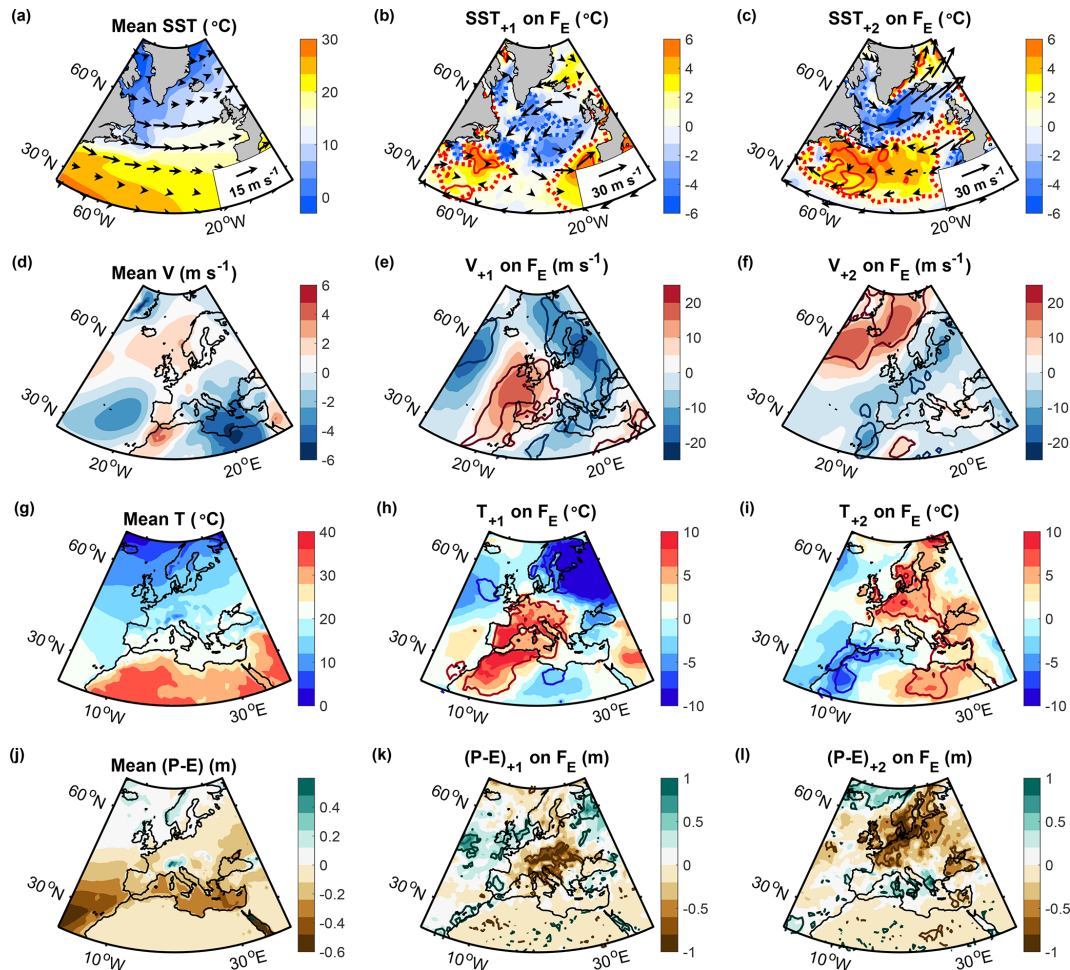 (a) Mean SST (°C)
60°N
30°N
60°W
20°W
15 m s⁻¹
30
20
10
0
(b) SST₊₁ on F_E (°C)
60°N
30°N
60°W
20°W
30 m s⁻¹
6
4
2
0
-2
-4
-6
(c) SST₊₂ on F_E (°C)
60°N
30°N
60°W
20°W
30 m s⁻¹
6
4
2
0
-2
-4
-6
(d) Mean V (m s⁻¹)
60°N
30°N
20°W
20°E
6
4
2
0
-2
-4
-6
(e) V₊₁ on F_E (m s⁻¹)
60°N
30°N
20°W
20°E
20
10
0
-10
-20
(f) V₊₂ on F_E (m s⁻¹)
60°N
30°N
20°W
20°E
20
10
0
-10
-20
(g) Mean T (°C)
60°N
30°N
10°W
30°E
40
30
20
10
0
(h) T₊₁ on F_E (°C)
60°N
30°N
10°W
30°E
10
5
0
-5
-10
(i) T₊₂ on F_E (°C)
60°N
30°N
10°W
30°E
10
5
0
-5
-10
(j) Mean (P-E) (m)
60°N
30°N
10°W
30°E
0.4
0.2
0
-0.2
-0.4
-0.6
(k) (P-E)₊₁ on F_E (m)
60°N
30°N
10°W
30°E
1
0.5
0
-0.5
-1
(l) (P-E)₊₂ on F_E (m)
60°N
30°N
10°W
30°E
1
0.5
0
-0.5
-1